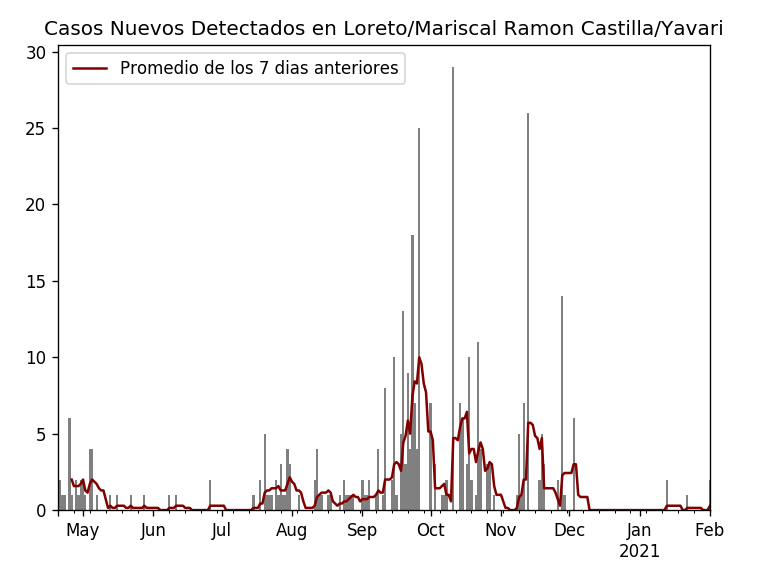 Casos Nuevos Detectados en Loreto/Mariscal Ramon Castilla/Yavari
Promedio de los 7 dias anteriores
30
25
20
15
10
5
0
May Jun Jul Aug Sep Oct Nov Dec Jan Feb
2021